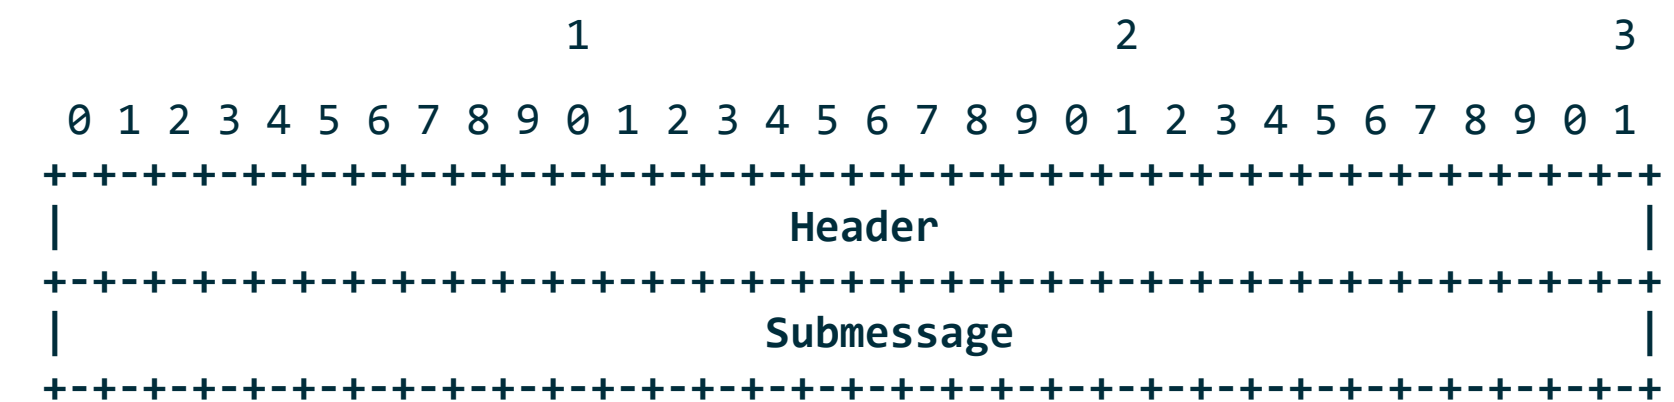 1                     2                   3
 0 1 2 3 4 5 6 7 8 9 0 1 2 3 4 5 6 7 8 9 0 1 2 3 4 5 6 7 8 9 0 1
+-+-+-+-+-+-+-+-+-+-+-+-+-+-+-+-+-+-+-+-+-+-+-+-+-+-+-+-+-+-+-+-+
|                             Header                            |
+-+-+-+-+-+-+-+-+-+-+-+-+-+-+-+-+-+-+-+-+-+-+-+-+-+-+-+-+-+-+-+-+
|                            Submessage                         |
+-+-+-+-+-+-+-+-+-+-+-+-+-+-+-+-+-+-+-+-+-+-+-+-+-+-+-+-+-+-+-+-+